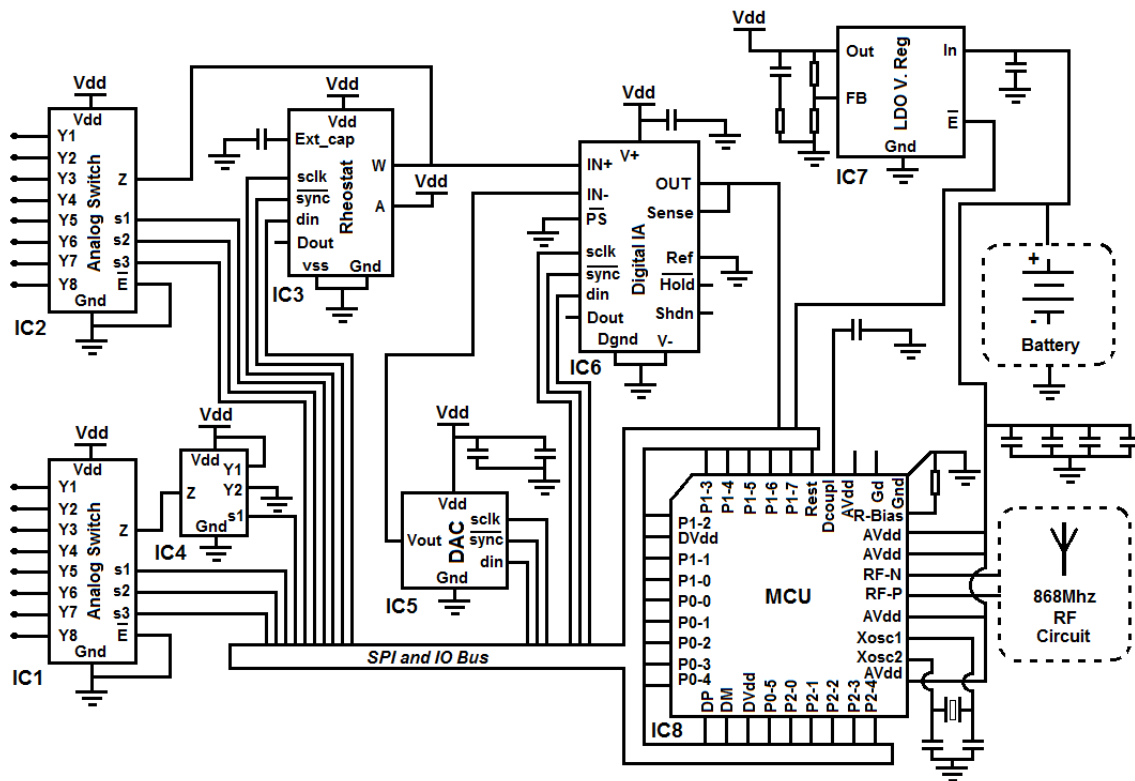 Vdd
Vdd
Y1
Y2
Y3
Y4
Y5
Y6
Y7
Y8
Gnd
Analog Switch
Z
s1
s2
s3
E
IC2
Vdd
Vdd
Ext_cap
sclk
sync
din
Dout
vss
Gnd
Rheostat
W
A
Vdd
IC3
Vdd
V+
IN+
IN-
PS
sclk
sync
din
Dout
Dgnd
V-
Digital IA
OUT
Sense
Ref
Hold
Shdn
IC6
Vdd
Out
FB
Gnd
LDO V. Reg
In
E
IC7
+
-
Battery
Vdd
Vdd
Y1
Y2
Y3
Y4
Y5
Y6
Y7
Y8
Gnd
Analog Switch
Z
s1
s2
s3
E
IC1
Vdd
Vdd
Y1
Y2
Z
s1
Gnd
IC4
Vdd
Vdd
Vout
DAC
sclk
sync
din
Gnd
IC5
SPI and IO Bus
P1-3
P1-4
P1-5
P1-6
P1-7
Rest
Dcoupl
AVdd
Gd
Gnd
P1-2
DVdd
P1-1
P1-0
P0-0
P0-1
P0-2
P0-3
P0-4
MCU
R-Bias
AVdd
AVdd
RF-N
RF-P
AVdd
Xosc1
Xosc2
AVdd
DP
DM
DVdd
P0-5
P2-0
P2-1
P2-2
P2-3
P2-4
IC8
868Mhz
RF
Circuit